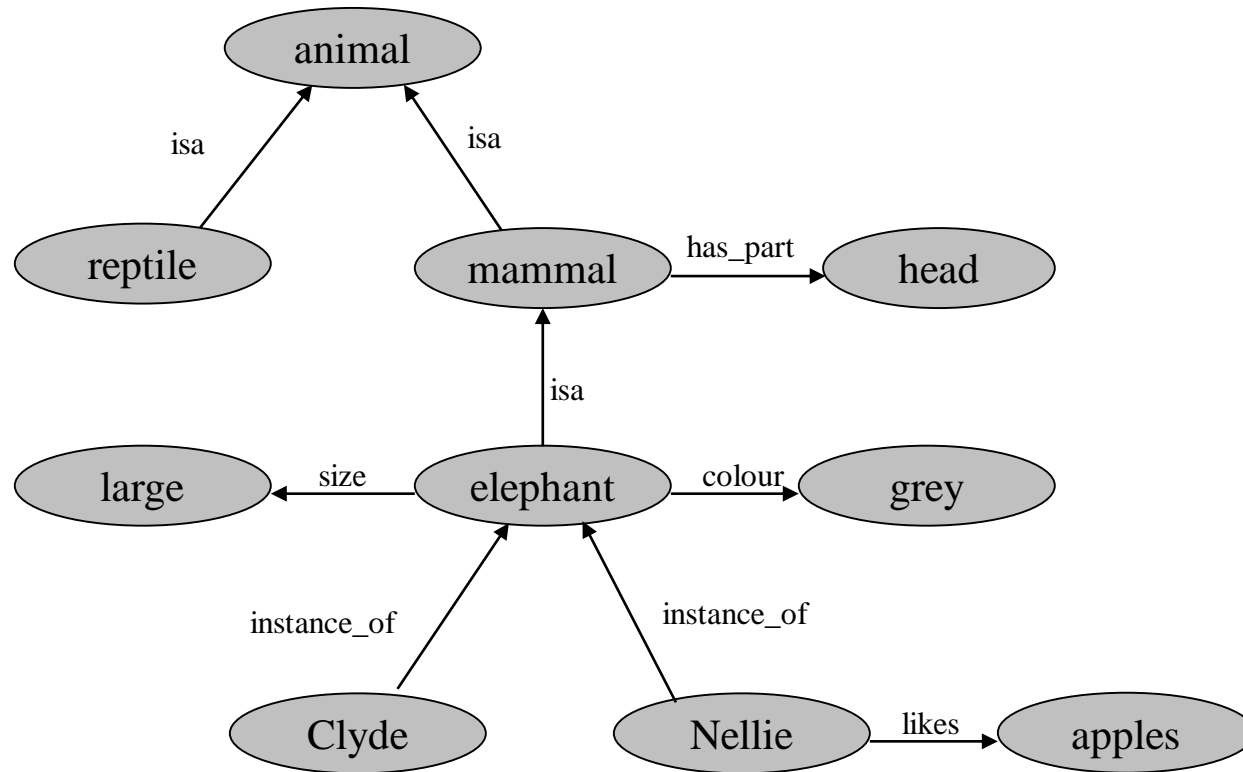 animal
isa
isa
reptile
mammal
has_part
head
isa
large
size
elephant
colour
grey
instance_of
instance_of
Clyde
Nellie
likes
apples